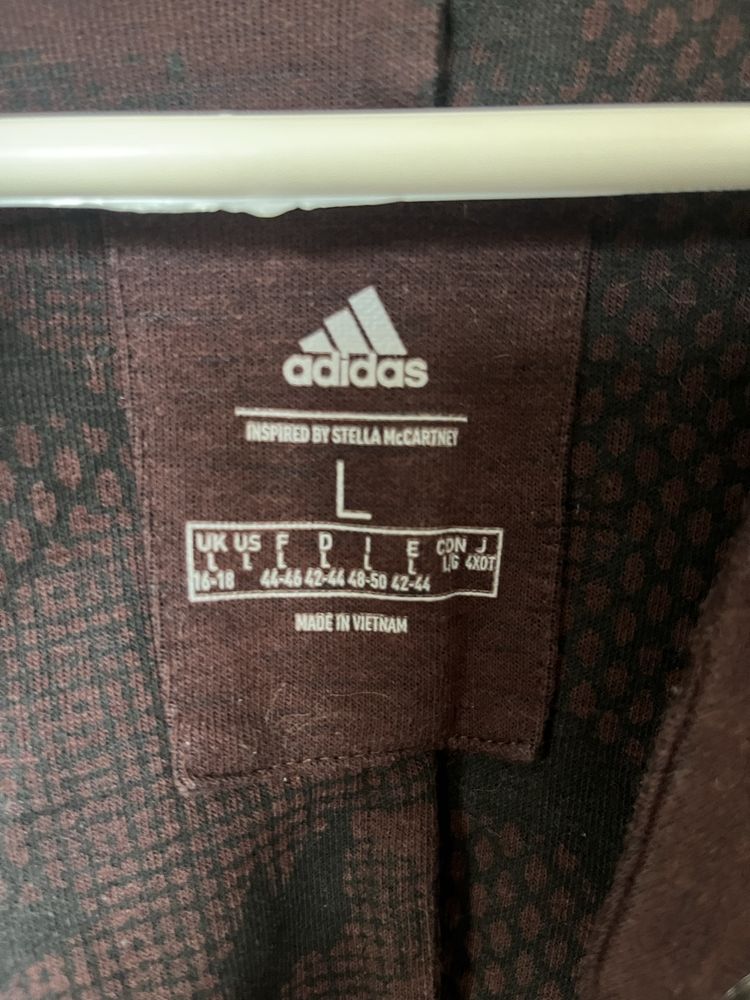 adidas
INSPIRED BY STELLA McCARTNEY
L
UK US F D I E CDN J
L L L L L L L/G 4XOT
16-18 44-46 42-44 48-50 42-44
MADE IN VIETNAM